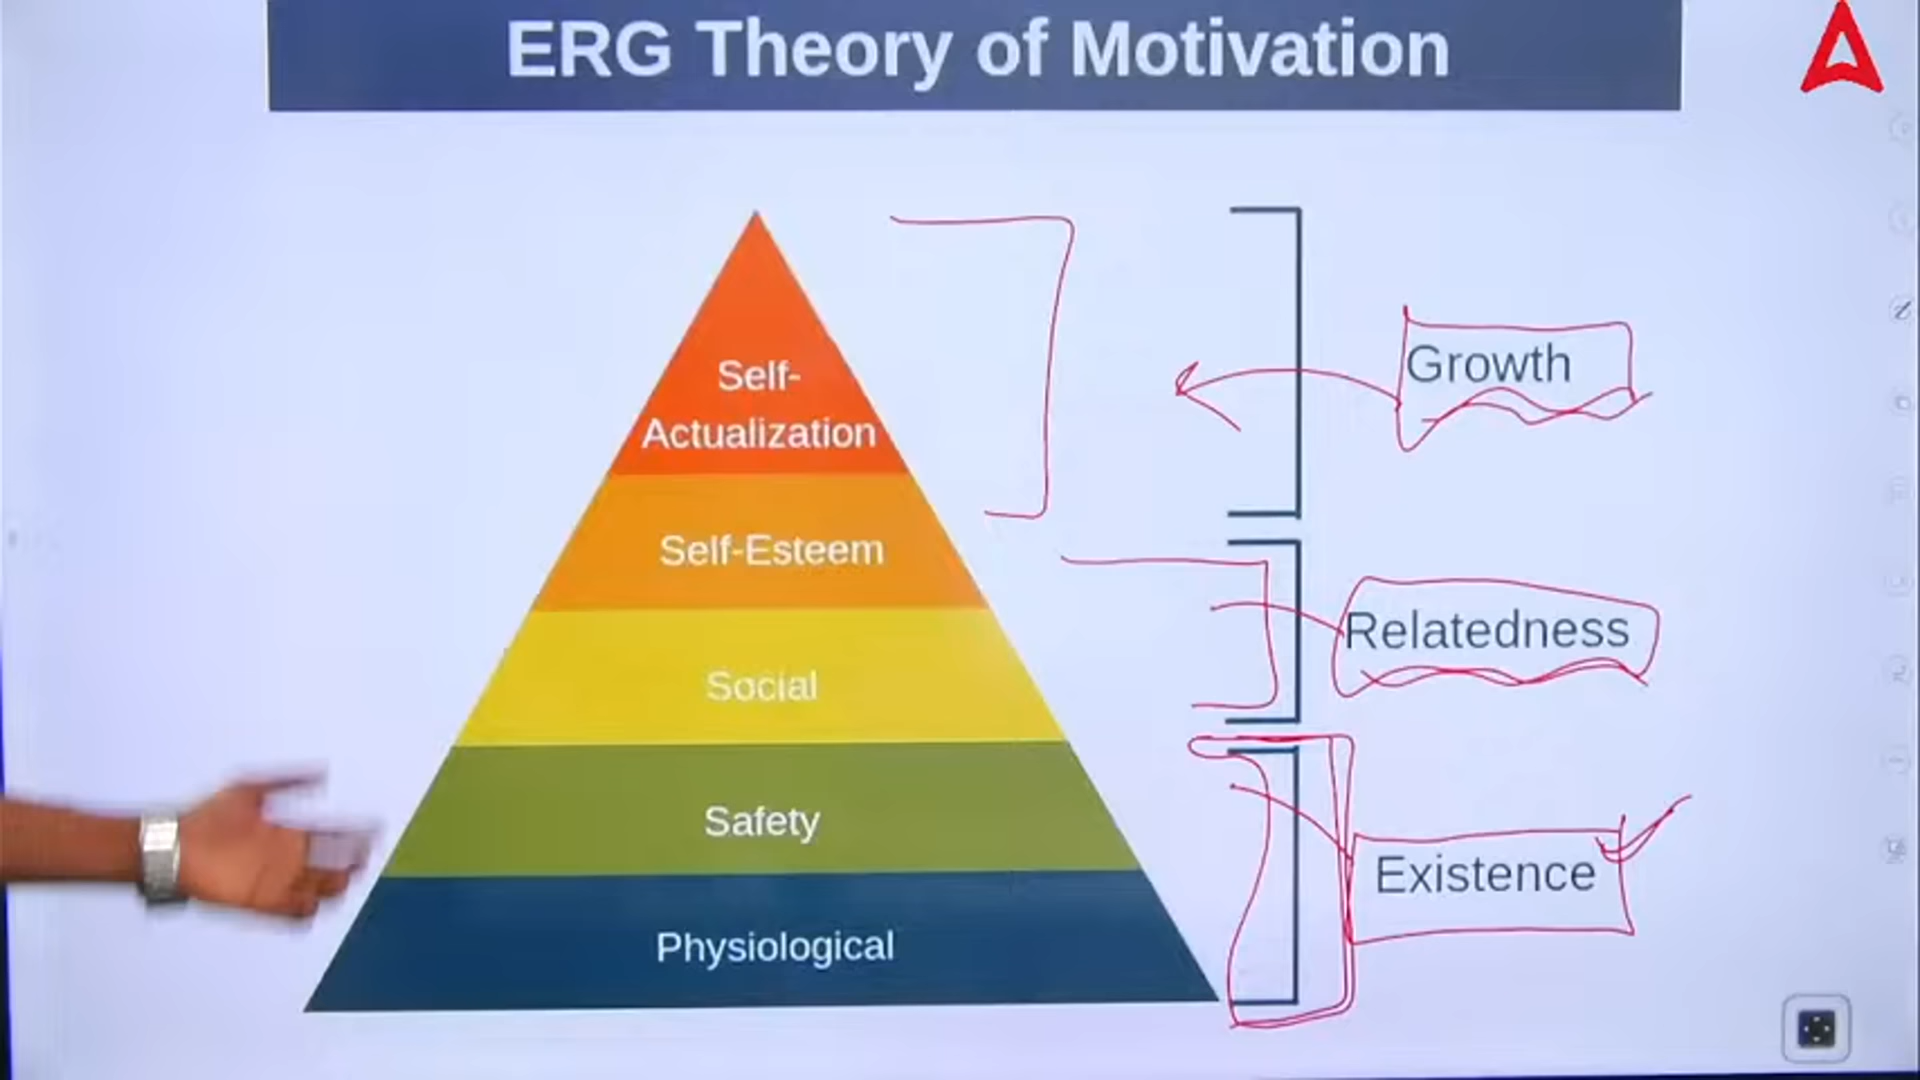 ERG Theory of Motivation
Self-
Actualization
Self-Esteem
Social
Safety
Physiological
Growth
Relatedness
Existence